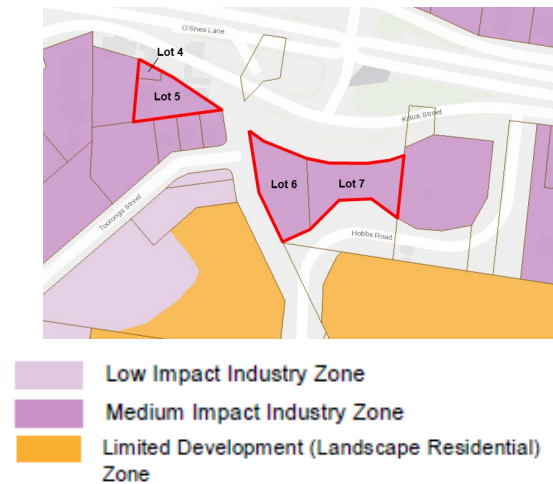 O'Shea Lane
Lot 4
Lot 5
Killick Street
Lot 6
Lot 7
Toorongs Street
Hobbs Road
Low Impact Industry Zone
Medium Impact Industry Zone
Limited Development (Landscape Residential)
Zone